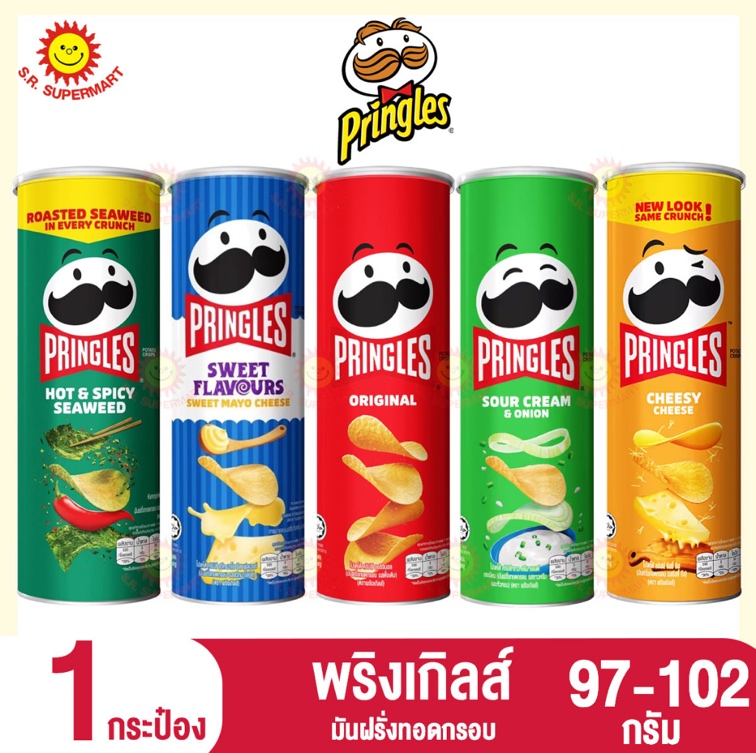 S.R. SUPERMART
Pringles
ROASTED SEAWEED
IN EVERY CRUNCH
PRINGLES
HOT & SPICY
SEAWEED
PRINGLES
SWEET
FLAVOURS
SWEET MAYO CHEESE
PRINGLES
ORIGINAL
PRINGLES
SOUR CREAM
& ONION
NEW LOOK
SAME CRUNCH!
PRINGLES
CHEESY
CHEESE
1
กระป๋อง
พริงเกิลส์
มันฝรั่งทอดกรอบ
97-102
กรัม